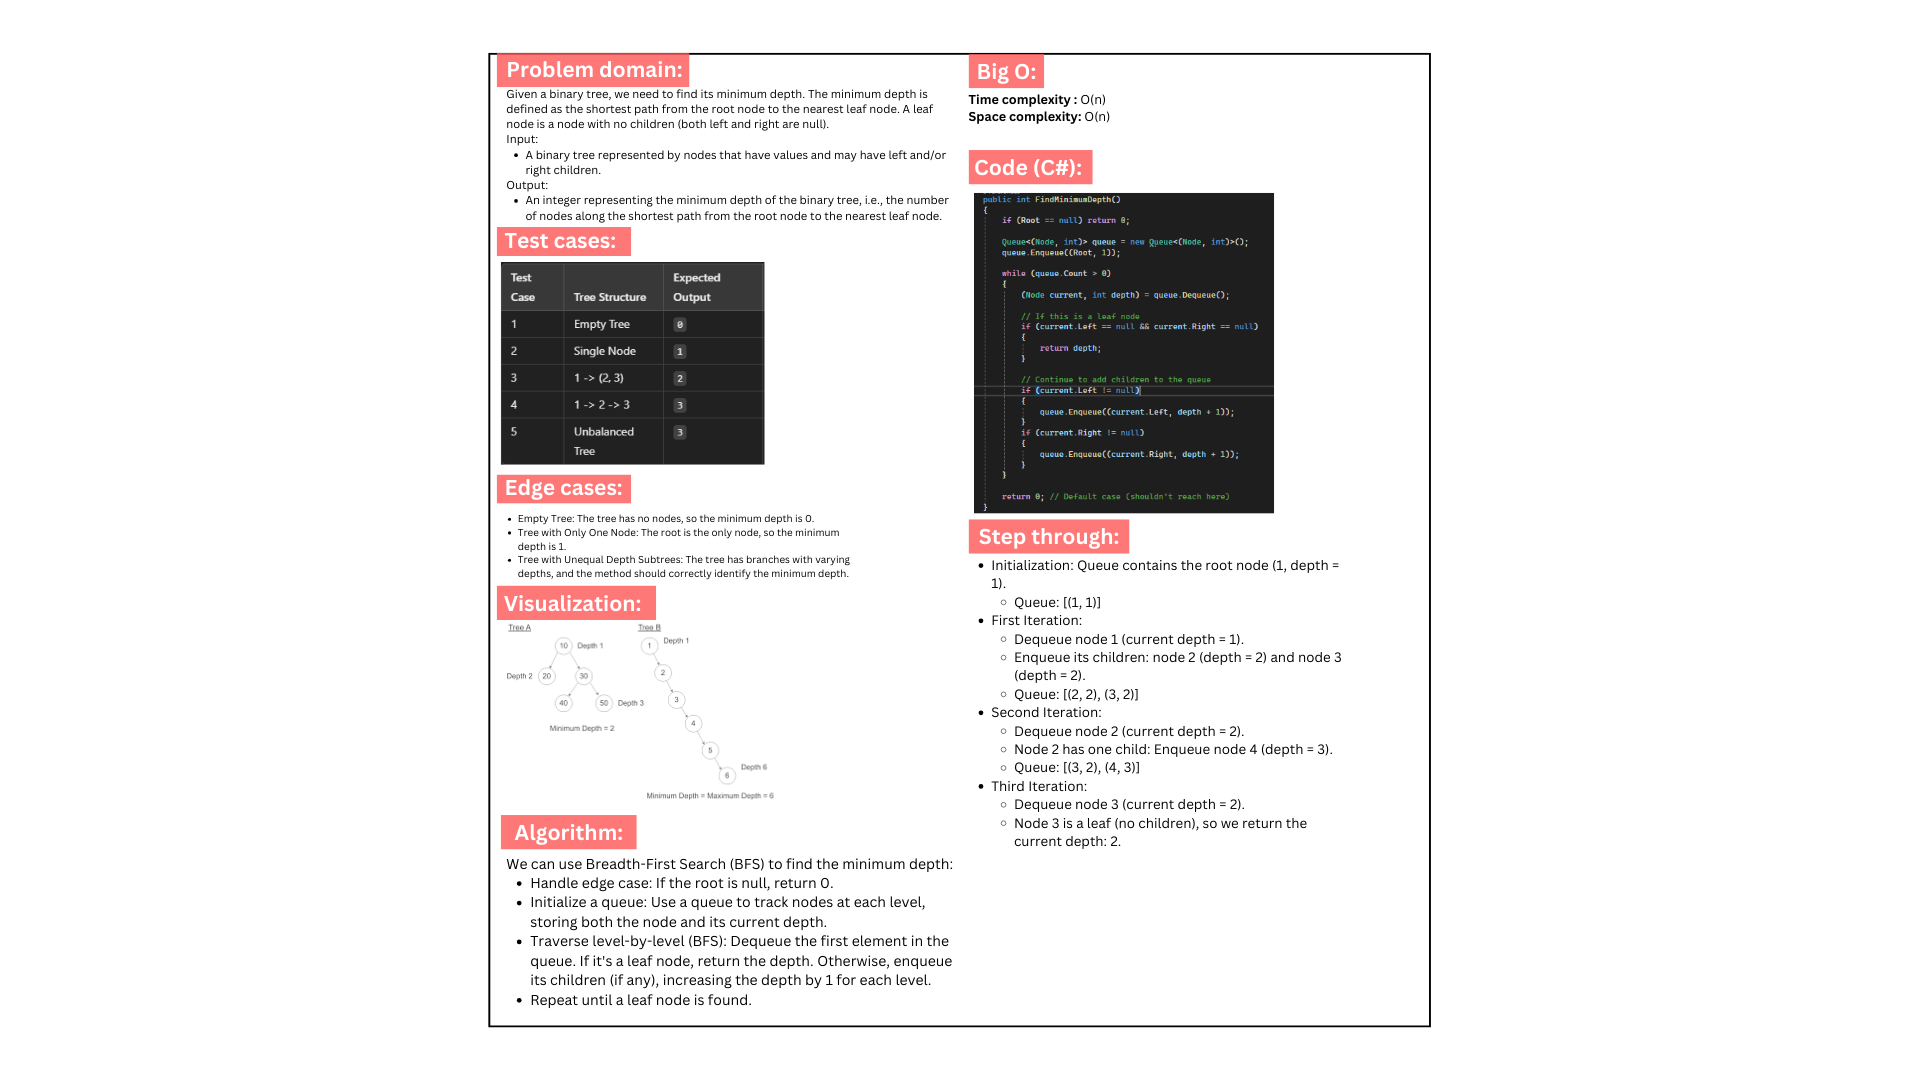 Problem domain:
Given a binary tree, we need to find its minimum depth. The minimum depth is
defined as the shortest path from the root node to the nearest leaf node. A leaf
node is a node with no children (both left and right are null).
Input:
• A binary tree represented by nodes that have values and may have left and/or
right children.
Output:
• An integer representing the minimum depth of the binary tree, i.e., the number
of nodes along the shortest path from the root node to the nearest leaf node.
Test cases:
Test Case | Tree Structure | Expected Output
1 | Empty Tree | 0
2 | Single Node | 1
3 | 1 -> (2, 3) | 2
4 | 1 -> 2 -> 3 | 3
5 | Unbalanced Tree | 3
Edge cases:
• Empty Tree: The tree has no nodes, so the minimum depth is 0.
• Tree with Only One Node: The root is the only node, so the minimum
depth is 1.
• Tree with Unequal Depth Subtrees: The tree has branches with varying
depths, and the method should correctly identify the minimum depth.
Visualization:
Tree A
10 Depth 1
Depth 2 20 30
40 50 Depth 3
Minimum Depth = 2
Tree B
1 Depth 1
2
3
4
5
6 Depth 6
Minimum Depth = Maximum Depth = 6
Algorithm:
We can use Breadth-First Search (BFS) to find the minimum depth:
• Handle edge case: If the root is null, return 0.
• Initialize a queue: Use a queue to track nodes at each level,
storing both the node and its current depth.
• Traverse level-by-level (BFS): Dequeue the first element in the
queue. If it's a leaf node, return the depth. Otherwise, enqueue
its children (if any), increasing the depth by 1 for each level.
• Repeat until a leaf node is found.
Big O:
Time complexity : O(n)
Space complexity: O(n)
Code (C#):
public int FindMinimumDepth()
{
if (Root == null) return 0;
Queue<(Node, int)> queue = new Queue<(Node, int)>();
queue.Enqueue((Root, 1));
while (queue.Count > 0)
{
(Node current, int depth) = queue.Dequeue();
// If this is a leaf node
if (current.Left == null && current.Right == null)
{
return depth;
}
// Continue to add children to the queue
if (current.Left != null)
{
queue.Enqueue((current.Left, depth + 1));
}
if (current.Right != null)
{
queue.Enqueue((current.Right, depth + 1));
}
}
return 0; // Default case (shouldn't reach here)
}
Step through:
• Initialization: Queue contains the root node (1, depth =
1).
◦ Queue: [(1, 1)]
• First Iteration:
◦ Dequeue node 1 (current depth = 1).
◦ Enqueue its children: node 2 (depth = 2) and node 3
(depth = 2).
◦ Queue: [(2, 2), (3, 2)]
• Second Iteration:
◦ Dequeue node 2 (current depth = 2).
◦ Node 2 has one child: Enqueue node 4 (depth = 3).
◦ Queue: [(3, 2), (4, 3)]
• Third Iteration:
◦ Dequeue node 3 (current depth = 2).
◦ Node 3 is a leaf (no children), so we return the
current depth: 2.